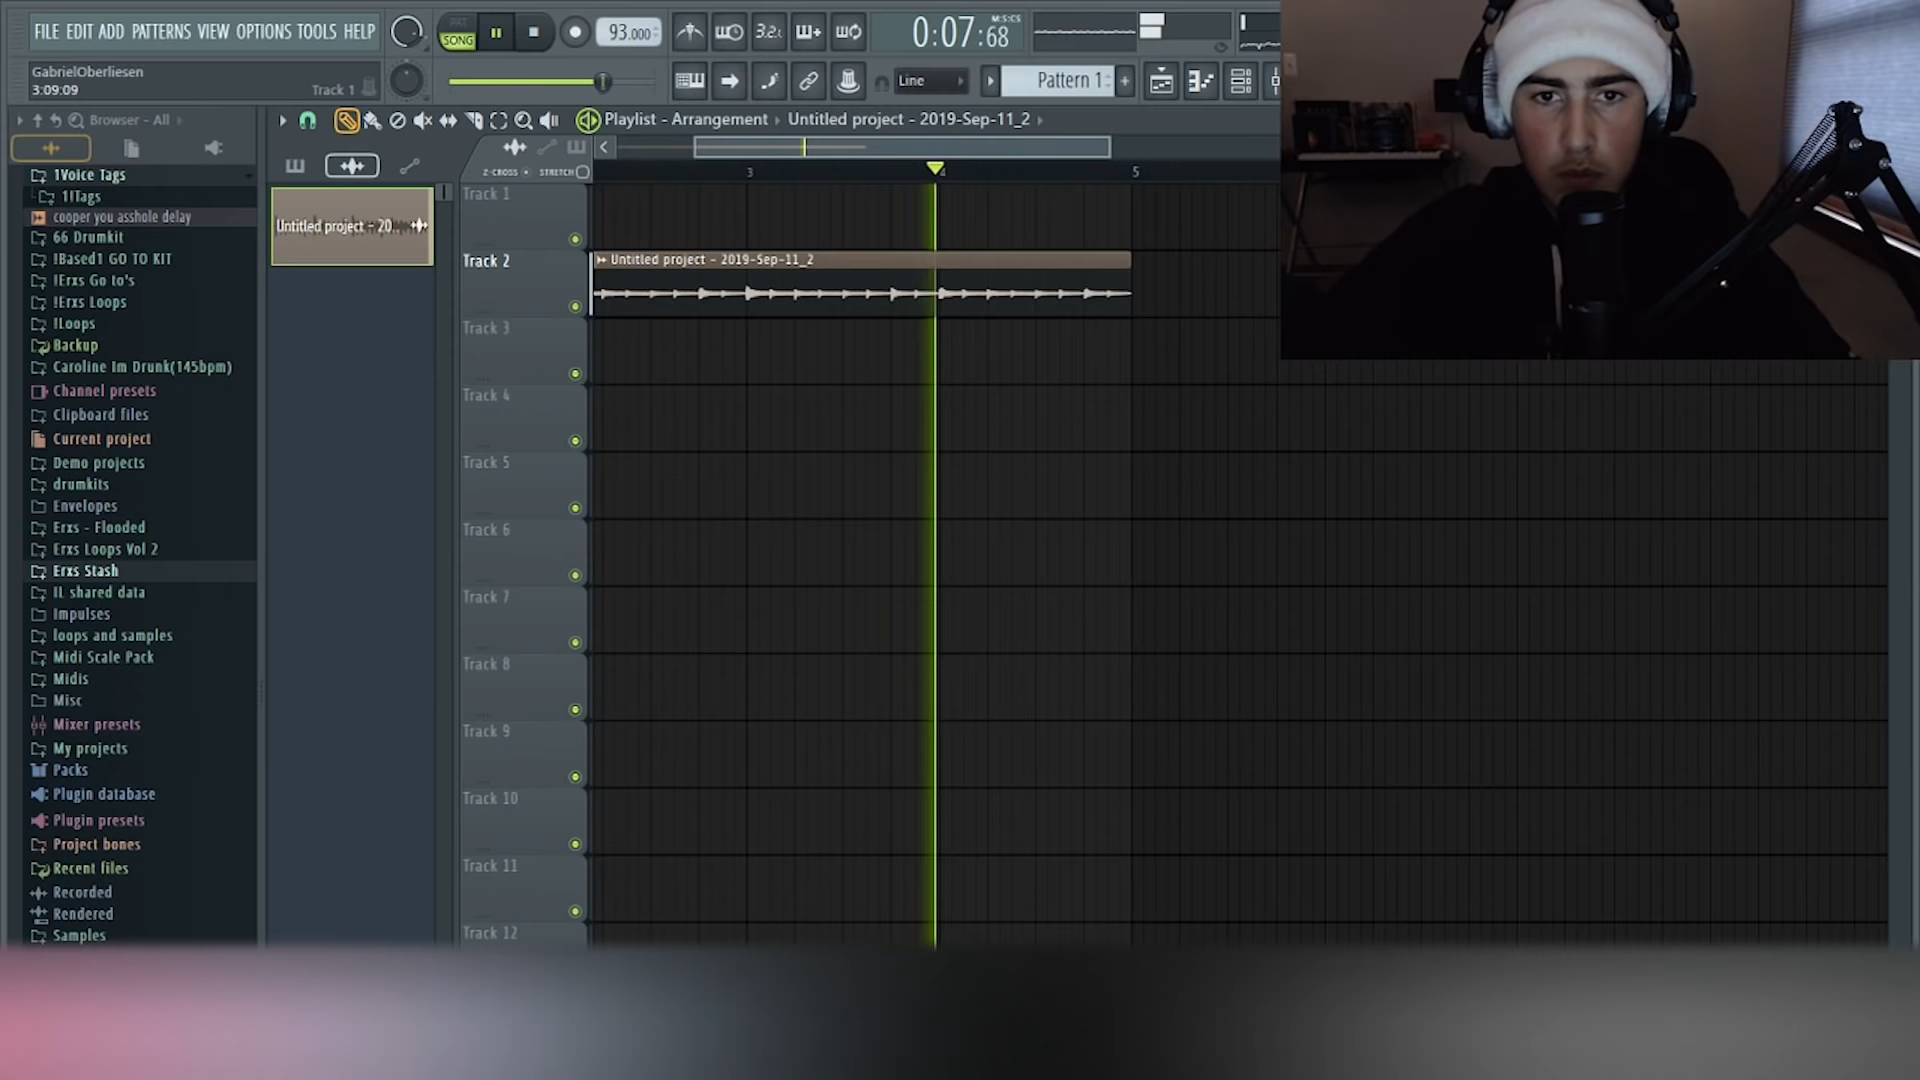 FILE EDIT ADD PATTERNS VIEW OPTIONS TOOLS HELP
PAT
SONG
93.000
3.2.
0:07:68
M:S:CS
GabrielOberliesen
3:09:09
Track 1
Line
Pattern 1
+
Browser - All
Playlist - Arrangement
Untitled project - 2019-Sep-11_2
Z-CROSS
STRETCH
3
4
5
1Voice Tags
1!Tags
cooper you asshole delay
66 Drumkit
!Based1 GO TO KIT
!Erxs Go to's
!Erxs Loops
!Loops
Backup
Caroline Im Drunk(145bpm)
Channel presets
Clipboard files
Current project
Demo projects
drumkits
Envelopes
Erxs - Flooded
Erxs Loops Vol 2
Erxs Stash
IL shared data
Impulses
loops and samples
Midi Scale Pack
Midis
Misc
Mixer presets
My projects
Packs
Plugin database
Plugin presets
Project bones
Recent files
Recorded
Rendered
Samples
Untitled project - 20
Track 1
Track 2
Untitled project - 2019-Sep-11_2
Track 3
Track 4
Track 5
Track 6
Track 7
Track 8
Track 9
Track 10
Track 11
Track 12